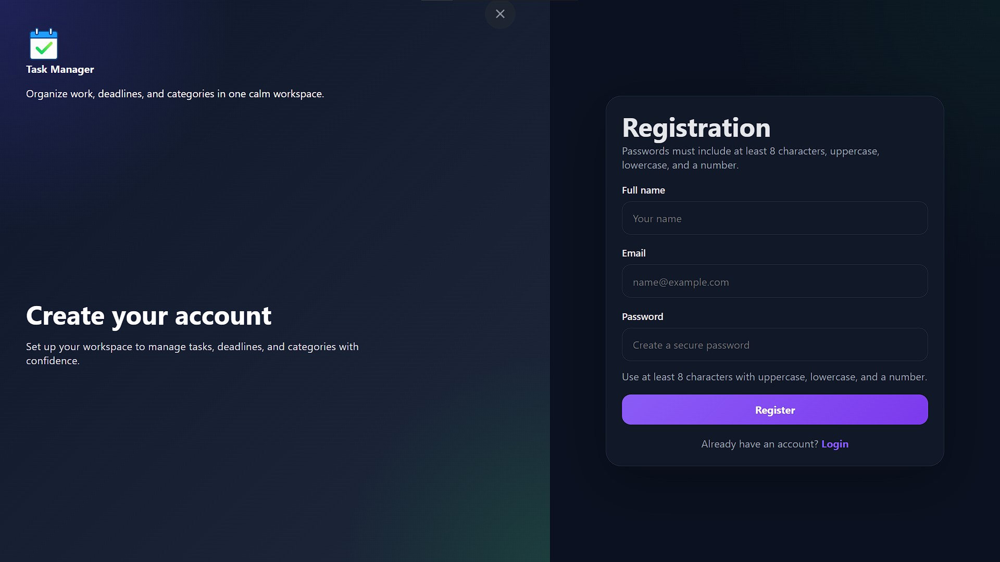 Task Manager
Organize work, deadlines, and categories in one calm workspace.
Create your account
Set up your workspace to manage tasks, deadlines, and categories with
confidence.
Registration
Passwords must include at least 8 characters, uppercase,
lowercase, and a number.
Full name
Your name
Email
name@example.com
Password
Create a secure password
Use at least 8 characters with uppercase, lowercase, and a number.
Register
Already have an account? Login